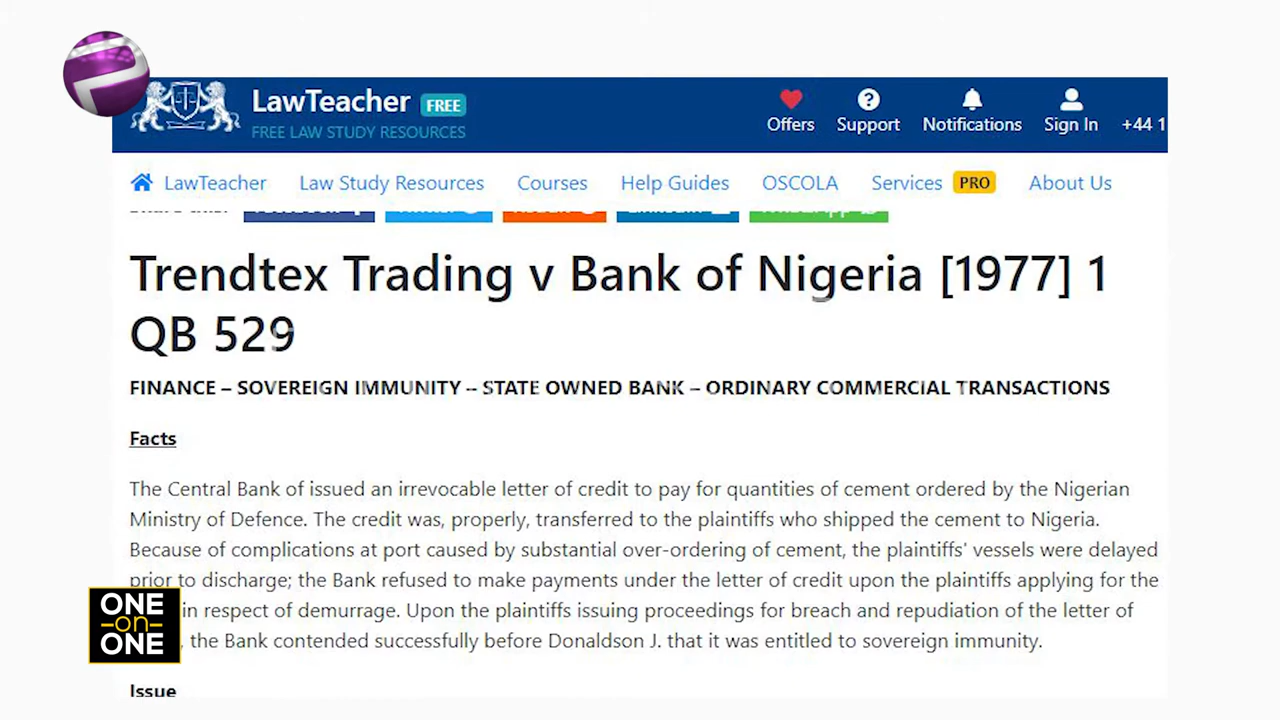 LawTeacher FREE
FREE LAW STUDY RESOURCES
Offers Support Notifications Sign In +44 1
LawTeacher Law Study Resources Courses Help Guides OSCOLA Services PRO About Us
Trendtex Trading v Bank of Nigeria [1977] 1
QB 529
FINANCE – SOVEREIGN IMMUNITY – STATE OWNED BANK – ORDINARY COMMERCIAL TRANSACTIONS
Facts
The Central Bank of issued an irrevocable letter of credit to pay for quantities of cement ordered by the Nigerian
Ministry of Defence. The credit was, properly, transferred to the plaintiffs who shipped the cement to Nigeria.
Because of complications at port caused by substantial over-ordering of cement, the plaintiffs' vessels were delayed
prior to discharge; the Bank refused to make payments under the letter of credit upon the plaintiffs applying for the
in respect of demurrage. Upon the plaintiffs issuing proceedings for breach and repudiation of the letter of
, the Bank contended successfully before Donaldson J. that it was entitled to sovereign immunity.
Issue
ONE
on
ONE